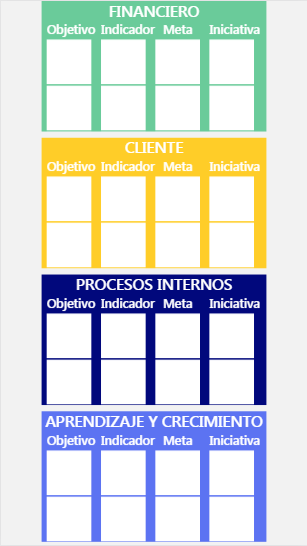 FINANCIERO
Objetivo Indicador Meta Iniciativa
CLIENTE
Objetivo Indicador Meta Iniciativa
PROCESOS INTERNOS
Objetivo Indicador Meta Iniciativa
APRENDIZAJE Y CRECIMIENTO
Objetivo Indicador Meta Iniciativa